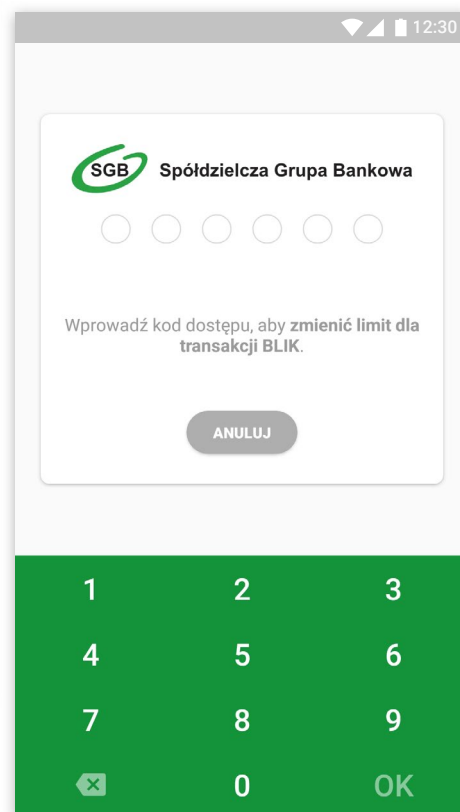 12:30
SGB Spółdzielcza Grupa Bankowa
Wprowadź kod dostępu, aby zmienić limit dla
transakcji BLIK.
ANULUJ
1 2 3
4 5 6
7 8 9
0 OK